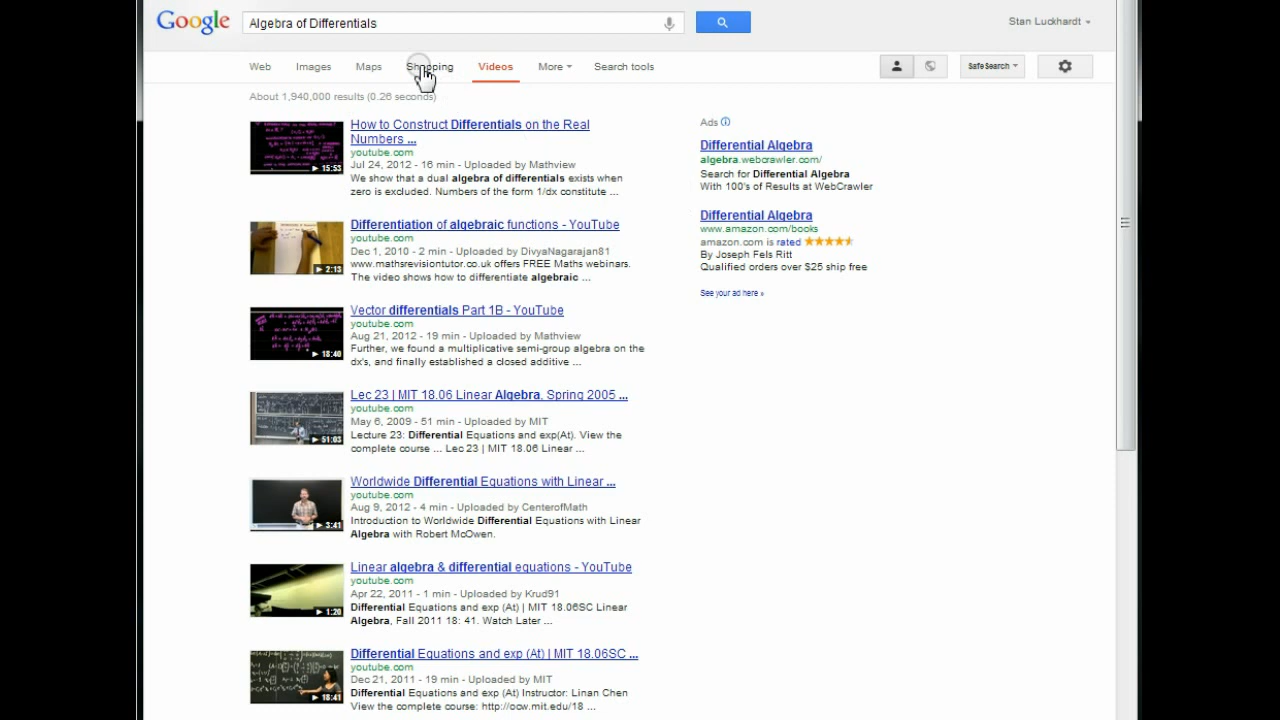 Google Algebra of Differentials
Stan Luckhardt
Web Images Maps Shopping Videos More Search tools SafeSearch
About 1,940,000 results (0.26 seconds)
How to Construct Differentials on the Real
Numbers ...
youtube.com
Jul 24, 2012 - 16 min - Uploaded by Mathview
We show that a dual algebra of differentials exists when
zero is excluded. Numbers of the form 1/dx constitute ...
15:53
Differentiation of algebraic functions - YouTube
youtube.com
Dec 1, 2010 - 2 min - Uploaded by DivyaNagarajan81
www.mathsrevisiontutor.co.uk offers FREE Maths webinars.
The video shows how to differentiate algebraic ...
2:13
Vector differentials Part 1B - YouTube
youtube.com
Aug 21, 2012 - 19 min - Uploaded by Mathview
Further, we found a multiplicative semi-group algebra on the
dx's, and finally established a closed additive ...
18:40
Lec 23 | MIT 18.06 Linear Algebra, Spring 2005 ...
youtube.com
May 6, 2009 - 51 min - Uploaded by MIT
Lecture 23: Differential Equations and exp(At). View the
complete course ... Lec 23 | MIT 18.06 Linear ...
51:03
Worldwide Differential Equations with Linear ...
youtube.com
Aug 9, 2012 - 4 min - Uploaded by CenterofMath
Introduction to Worldwide Differential Equations with Linear
Algebra with Robert McOwen.
3:41
Linear algebra & differential equations - YouTube
youtube.com
Apr 22, 2011 - 1 min - Uploaded by Krud91
Differential Equations and exp (At) | MIT 18.06SC Linear
Algebra, Fall 2011 18: 41. Watch Later ...
1:20
Differential Equations and exp (At) | MIT 18.06SC ...
youtube.com
Dec 21, 2011 - 19 min - Uploaded by MIT
Differential Equations and exp (At) Instructor: Linan Chen
View the complete course: http://ocw.mit.edu/18 ...
18:41
Ads
Differential Algebra
algebra.webcrawler.com/
Search for Differential Algebra
With 100's of Results at WebCrawler
Differential Algebra
www.amazon.com/books
amazon.com is rated
By Joseph Fels Ritt
Qualified orders over $25 ship free
See your ad here »